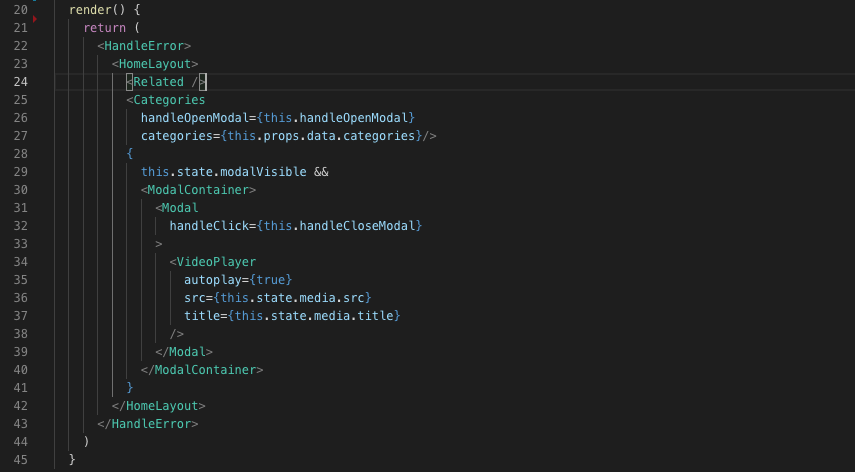 20 render() {
21 return (
22 <HandleError>
23 <HomeLayout>
24 <Related />
25 <Categories
26 handleOpenModal={this.handleOpenModal}
27 categories={this.props.data.categories}/>
28 {
29 this.state.modalVisible &&
30 <ModalContainer>
31 <Modal
32 handleClick={this.handleCloseModal}
33 >
34 <VideoPlayer
35 autoplay={true}
36 src={this.state.media.src}
37 title={this.state.media.title}
38 />
39 </Modal>
40 </ModalContainer>
41 }
42 </HomeLayout>
43 </HandleError>
44 )
45 }